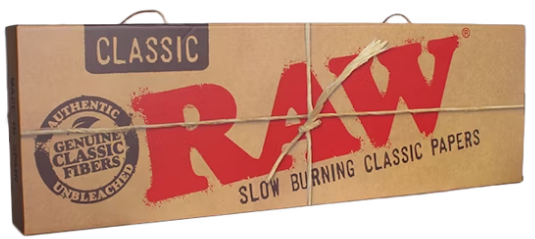 CLASSIC
RAW®
SLOW BURNING CLASSIC PAPERS
AUTHENTIC
GENUINE
CLASSIC
FIBERS
UNBLEACHED